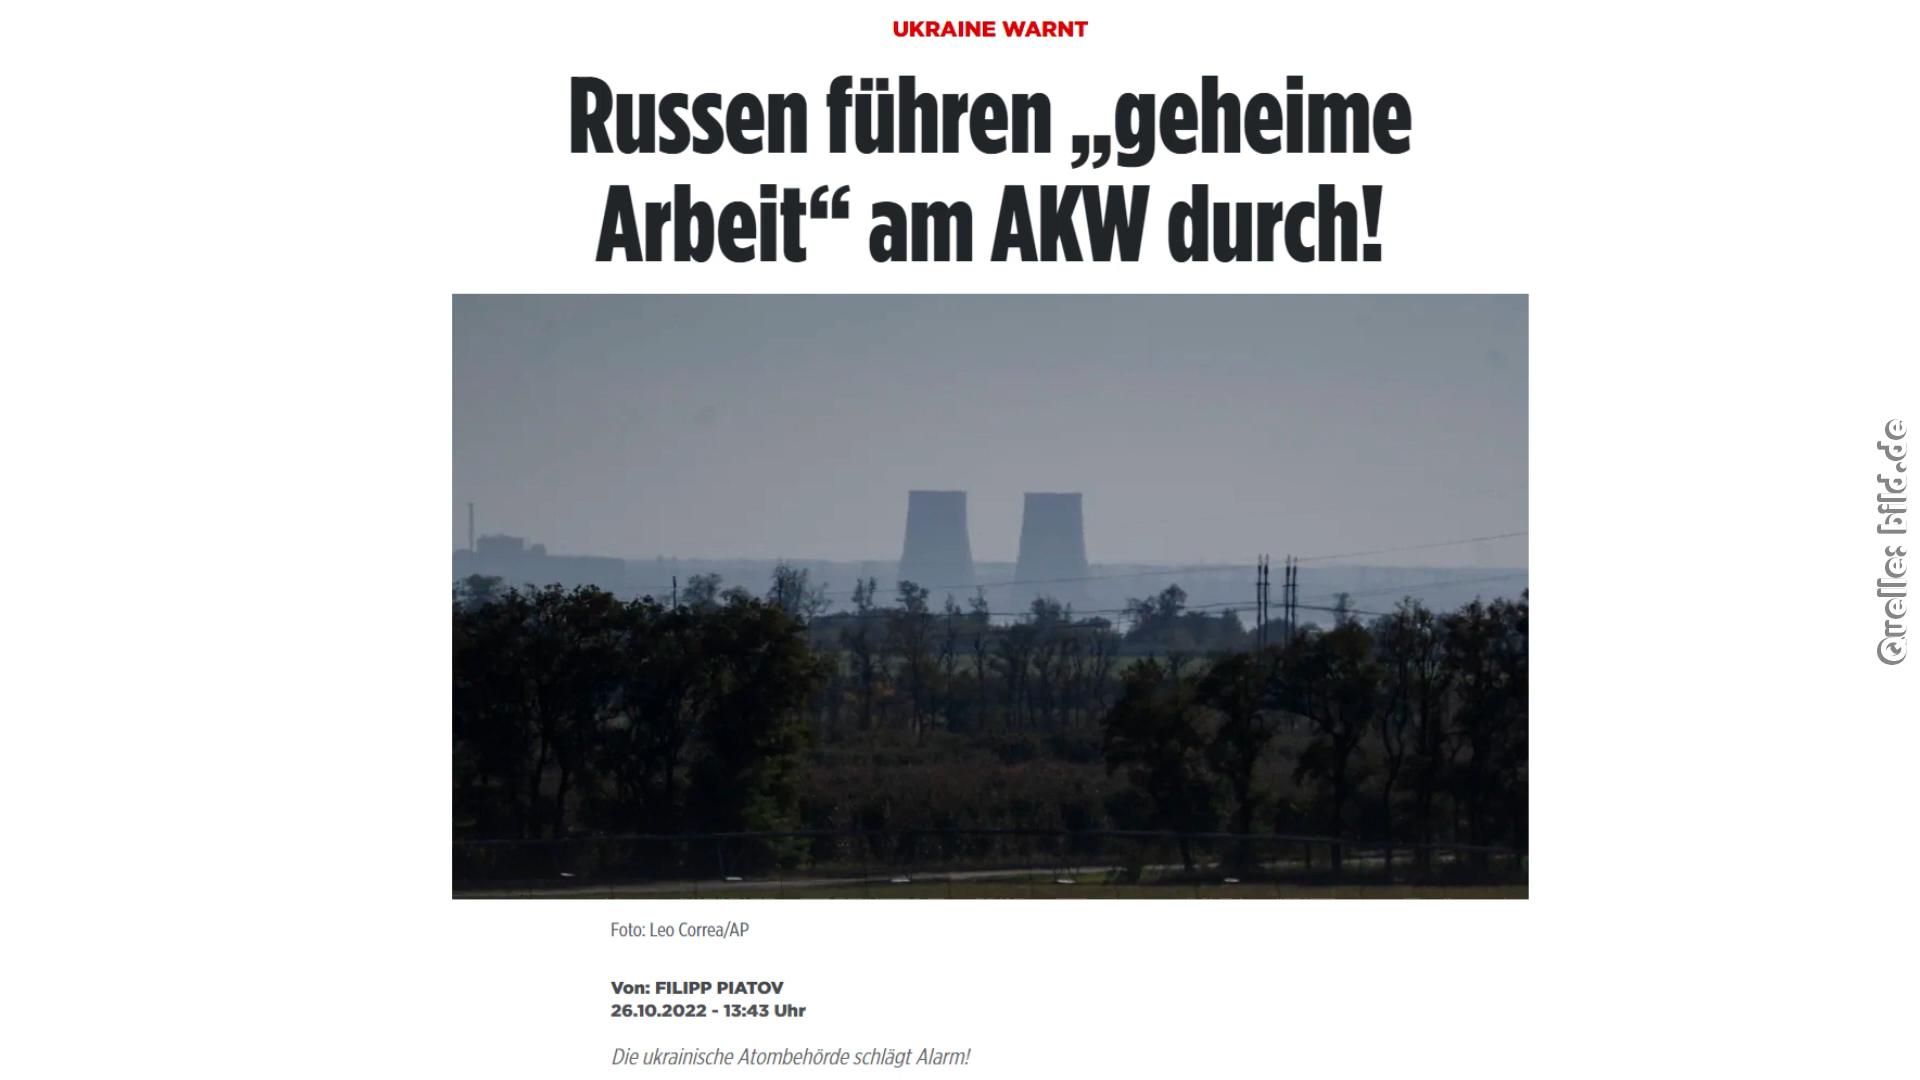 UKRAINE WARNT
Russen führen „geheime
Arbeit“ am AKW durch!
Foto: Leo Correa/AP
Von: FILIPP PIATOV
26.10.2022 - 13:43 Uhr
Die ukrainische Atombehörde schlägt Alarm!
Quelle: bild.de